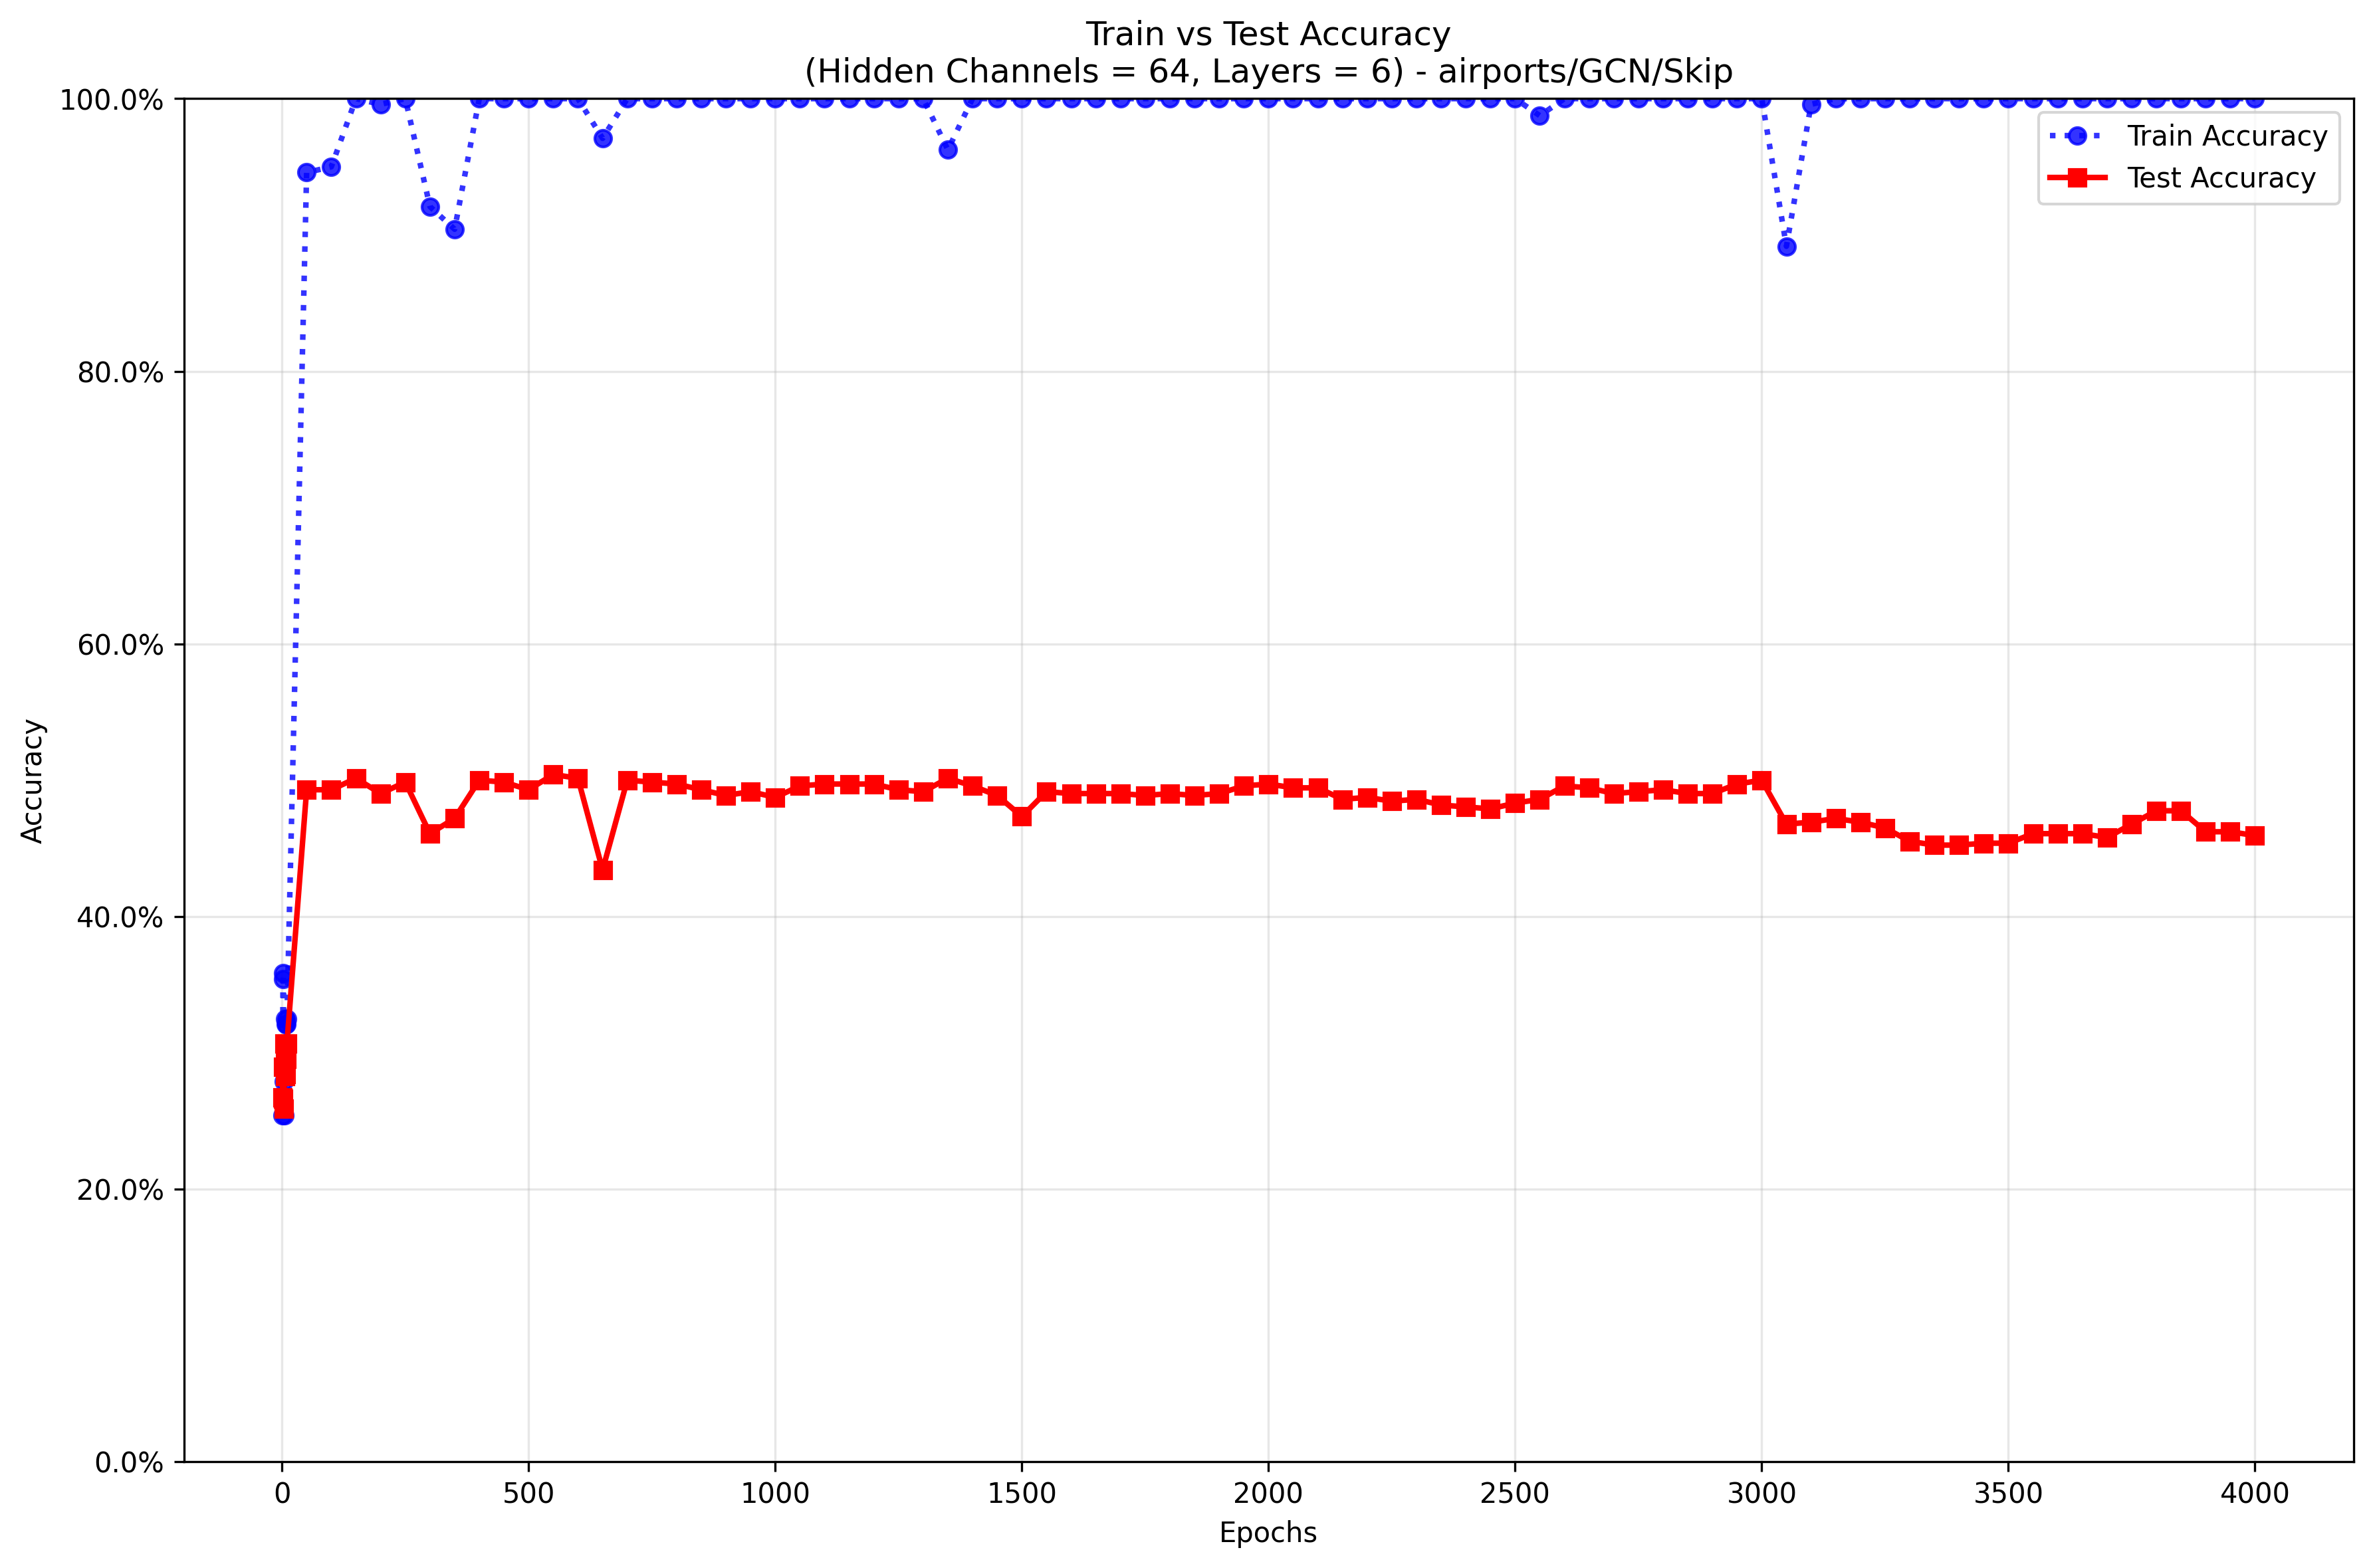 Train vs Test Accuracy
(Hidden Channels = 64, Layers = 6) - airports/GCN/Skip
100.0%
80.0%
60.0%
40.0%
20.0%
0.0%
Accuracy
Train Accuracy
Test Accuracy
0 500 1000 1500 2000 2500 3000 3500 4000
Epochs